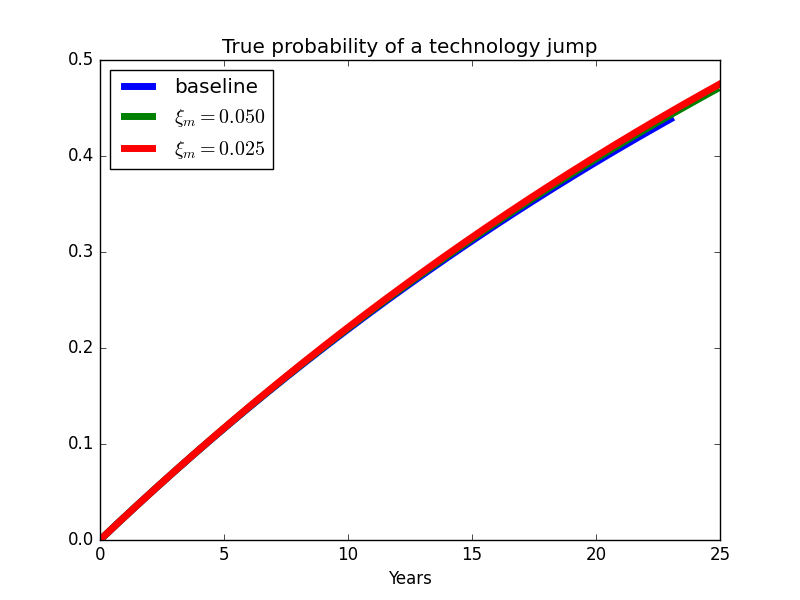 True probability of a technology jump
0.5
0.4
0.3
0.2
0.1
0.0
baseline
ξm = 0.050
ξm = 0.025
0 5 10 15 20 25
Years